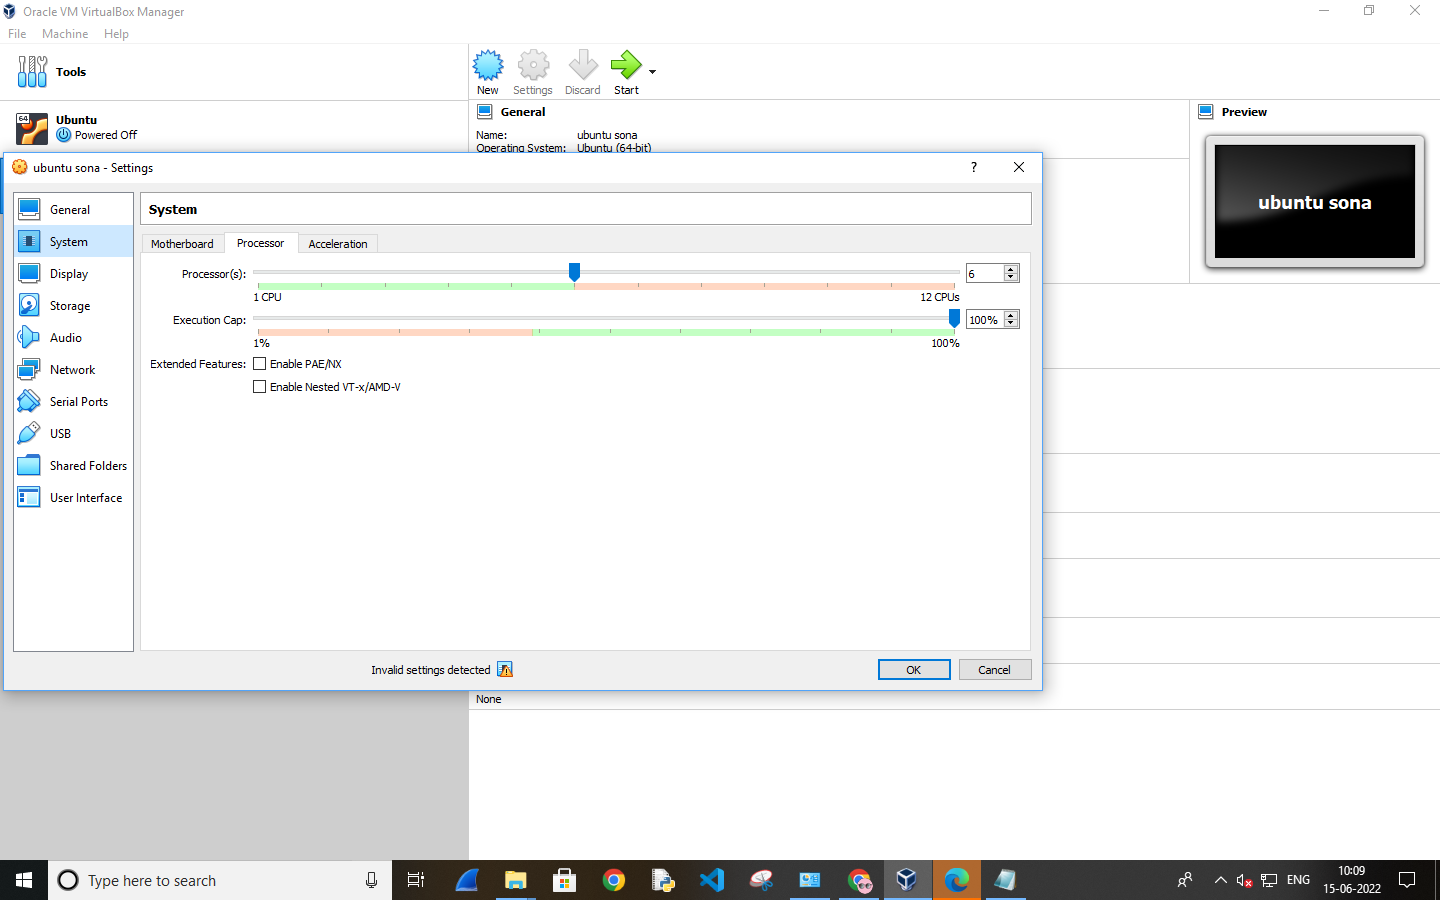 Oracle VM VirtualBox Manager
File Machine Help
Tools
New Settings Discard Start
64
Ubuntu
Powered Off
General
Name: ubuntu sona
Operating System: Ubuntu (64-bit)
Preview
ubuntu sona
ubuntu sona - Settings
?
General
System
Display
Storage
Audio
Network
Serial Ports
USB
Shared Folders
User Interface
System
Motherboard Processor Acceleration
Processor(s): 6
1 CPU 12 CPUs
Execution Cap: 100%
1% 100%
Extended Features: Enable PAE/NX
Enable Nested VT-x/AMD-V
Invalid settings detected
OK Cancel
None
Type here to search
ENG
10:09
15-06-2022